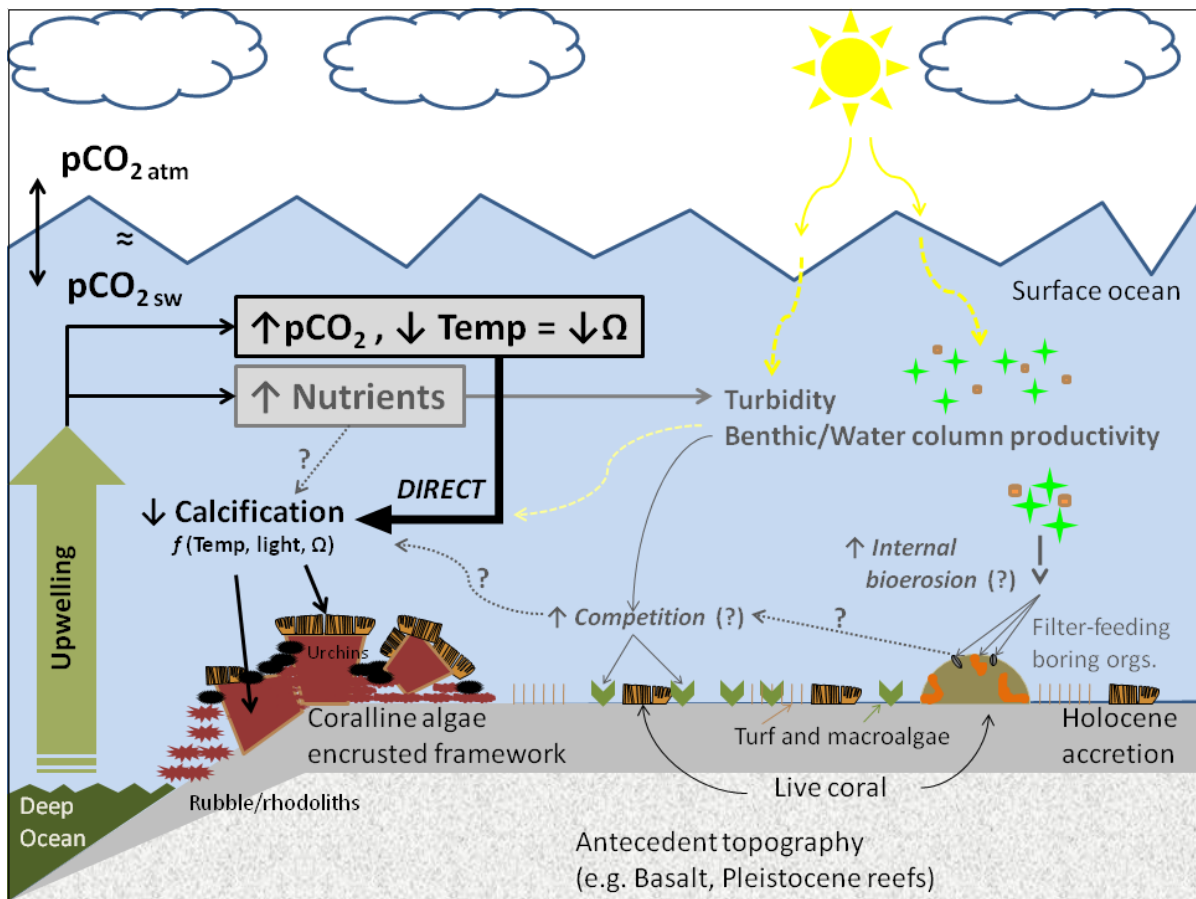 pCO2 atm
≈
pCO2 sw
Surface ocean
↑pCO2 , ↓ Temp = ↓Ω
↑ Nutrients
Turbidity
Benthic/Water column productivity
?
DIRECT
↓ Calcification
f (Temp, light, Ω)
↑ Internal
bioerosion (?)
?
↑ Competition (?)
?
Filter-feeding
boring orgs.
Upwelling
Urchins
Coralline algae
encrusted framework
Turf and macroalgae
Holocene
accretion
Rubble/rhodoliths
Live coral
Deep
Ocean
Antecedent topography
(e.g. Basalt, Pleistocene reefs)